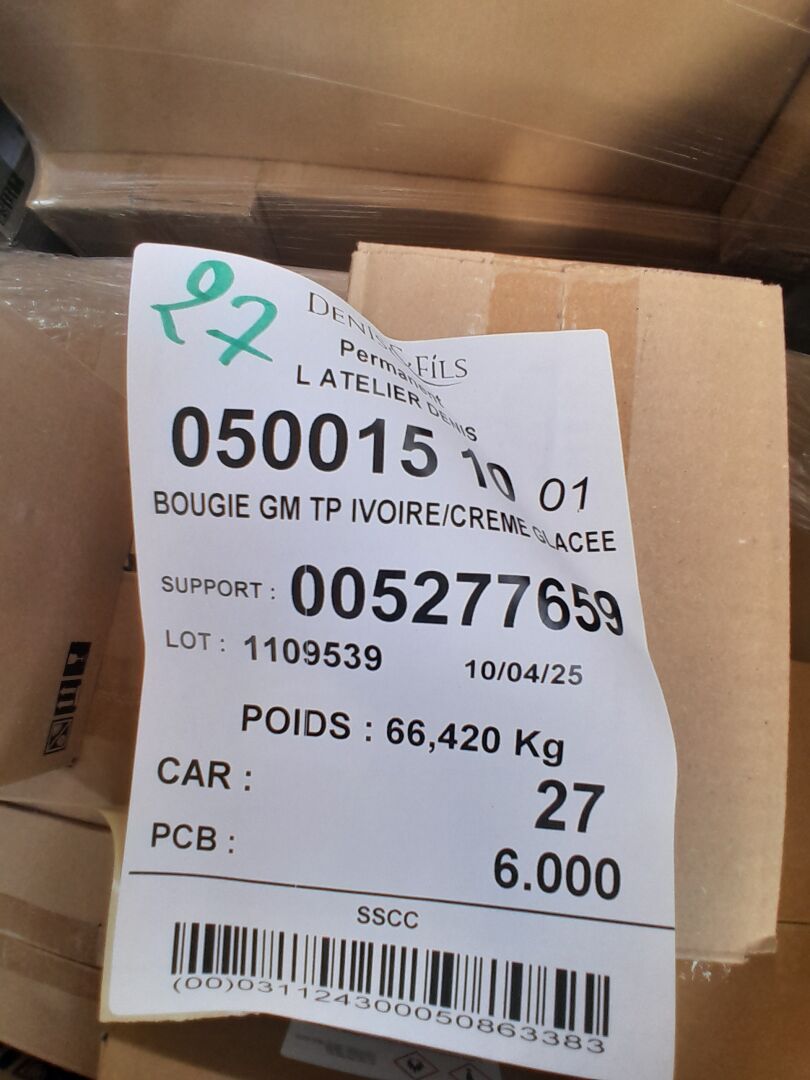 27
DENIS & FILS
Permanent
L ATELIER DENIS
050015 10 01
BOUGIE GM TP IVOIRE/CREME GLACEE
SUPPORT : 005277659
LOT : 1109539 10/04/25
POIDS : 66,420 Kg
CAR : 27
PCB : 6.000
SSCC
(00)031124300050863383